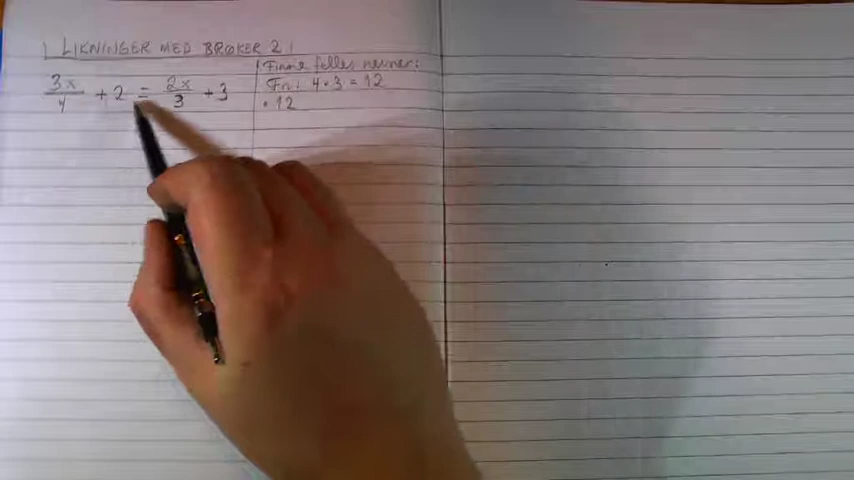 LIKNINGER MED BRØKER 2
3x/4 + 2 = 2x/3 + 3
Finne felles nevner:
Fn: 4 · 3 = 12
· 12